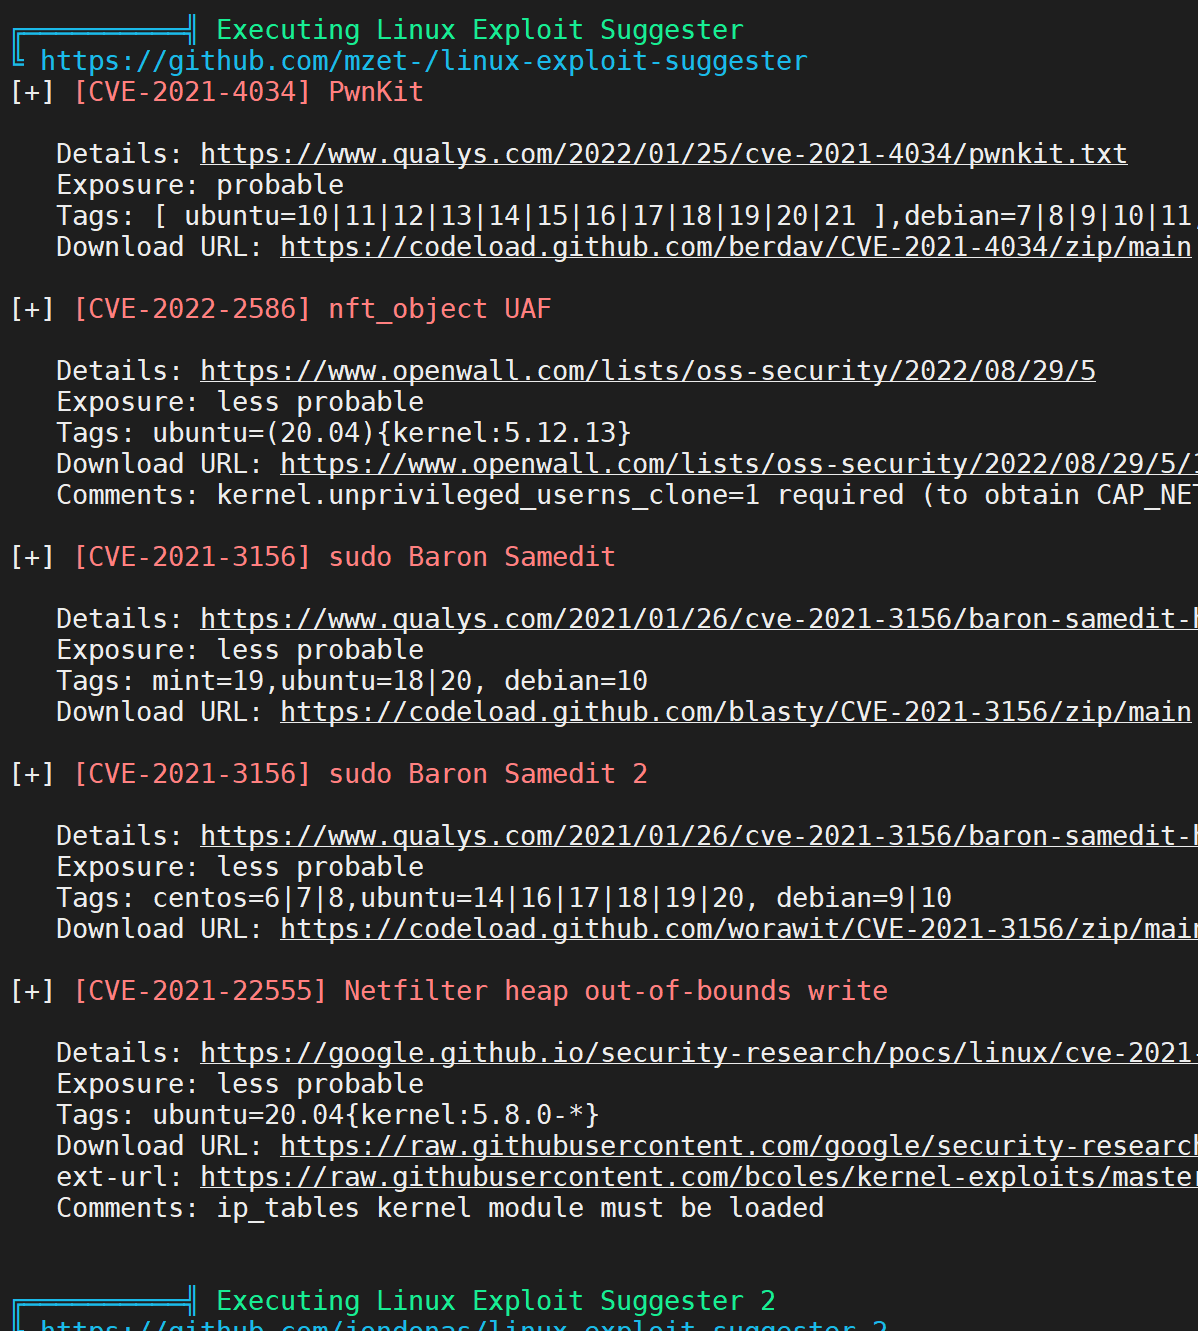 ╔══════════╣ Executing Linux Exploit Suggester
╚ https://github.com/mzet-/linux-exploit-suggester
[+] [CVE-2021-4034] PwnKit
Details: https://www.qualys.com/2022/01/25/cve-2021-4034/pwnkit.txt
Exposure: probable
Tags: [ ubuntu=10|11|12|13|14|15|16|17|18|19|20|21 ],debian=7|8|9|10|11,
Download URL: https://codeload.github.com/berdav/CVE-2021-4034/zip/main
[+] [CVE-2022-2586] nft_object UAF
Details: https://www.openwall.com/lists/oss-security/2022/08/29/5
Exposure: less probable
Tags: ubuntu=(20.04){kernel:5.12.13}
Download URL: https://www.openwall.com/lists/oss-security/2022/08/29/5/1
Comments: kernel.unprivileged_userns_clone=1 required (to obtain CAP_NET
[+] [CVE-2021-3156] sudo Baron Samedit
Details: https://www.qualys.com/2021/01/26/cve-2021-3156/baron-samedit-h
Exposure: less probable
Tags: mint=19,ubuntu=18|20, debian=10
Download URL: https://codeload.github.com/blasty/CVE-2021-3156/zip/main
[+] [CVE-2021-3156] sudo Baron Samedit 2
Details: https://www.qualys.com/2021/01/26/cve-2021-3156/baron-samedit-h
Exposure: less probable
Tags: centos=6|7|8,ubuntu=14|16|17|18|19|20, debian=9|10
Download URL: https://codeload.github.com/worawit/CVE-2021-3156/zip/main
[+] [CVE-2021-22555] Netfilter heap out-of-bounds write
Details: https://google.github.io/security-research/pocs/linux/cve-2021-
Exposure: less probable
Tags: ubuntu=20.04{kernel:5.8.0-*}
Download URL: https://raw.githubusercontent.com/google/security-research
ext-url: https://raw.githubusercontent.com/bcoles/kernel-exploits/master
Comments: ip_tables kernel module must be loaded
╔══════════╣ Executing Linux Exploit Suggester 2
╚ https://github.com/jondonas/linux-exploit-suggester-2